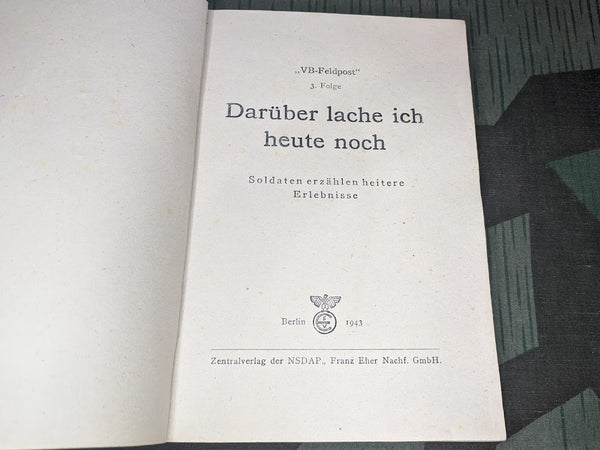 „VB-Feldpost“
3. Folge
Darüber lache ich
heute noch
Soldaten erzählen heitere
Erlebnisse
Berlin 1943
Zentralverlag der NSDAP., Franz Eher Nachf. GmbH.